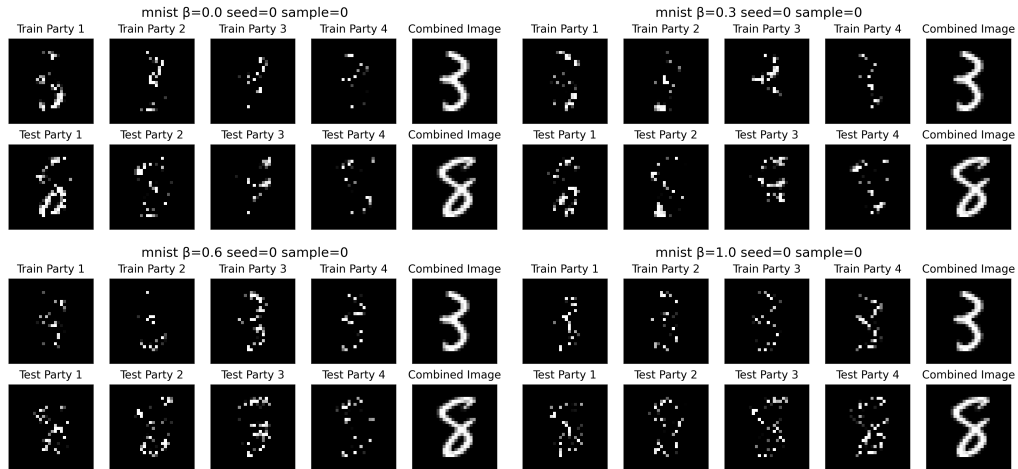 mnist β=0.0 seed=0 sample=0
Train Party 1 Train Party 2 Train Party 3 Train Party 4 Combined Image
Test Party 1 Test Party 2 Test Party 3 Test Party 4 Combined Image
mnist β=0.3 seed=0 sample=0
Train Party 1 Train Party 2 Train Party 3 Train Party 4 Combined Image
Test Party 1 Test Party 2 Test Party 3 Test Party 4 Combined Image
mnist β=0.6 seed=0 sample=0
Train Party 1 Train Party 2 Train Party 3 Train Party 4 Combined Image
Test Party 1 Test Party 2 Test Party 3 Test Party 4 Combined Image
mnist β=1.0 seed=0 sample=0
Train Party 1 Train Party 2 Train Party 3 Train Party 4 Combined Image
Test Party 1 Test Party 2 Test Party 3 Test Party 4 Combined Image